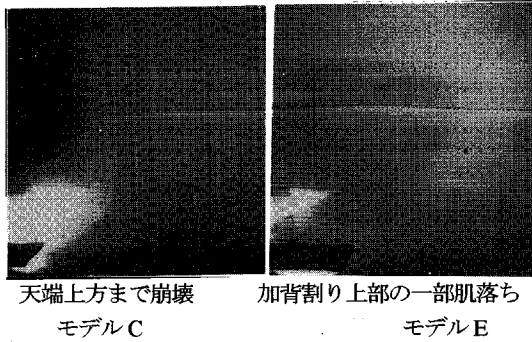 天端上方まで崩壊
加背割り上部の一部肌落ち
モデルC
モデルE